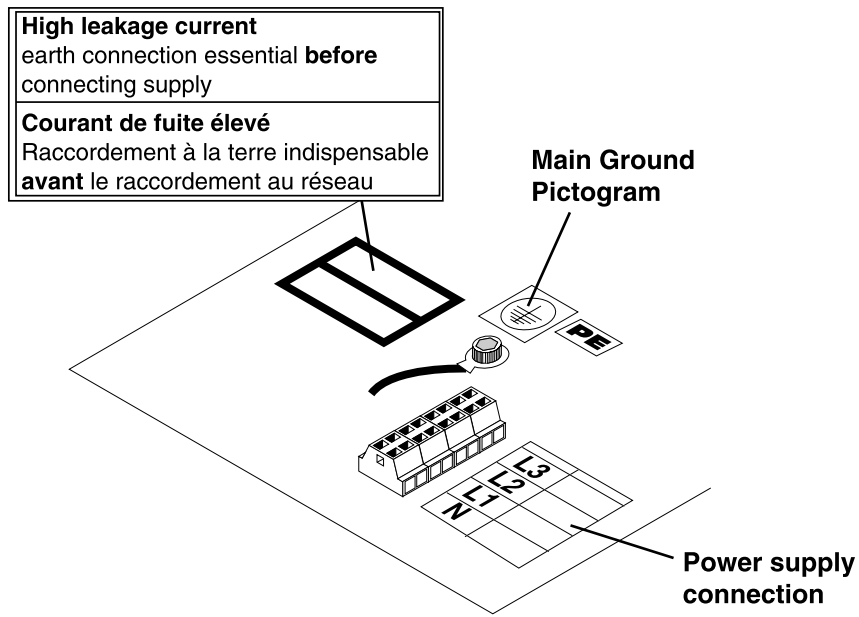 High leakage current
earth connection essential before
connecting supply
Courant de fuite élevé
Raccordement à la terre indispensable
avant le raccordement au réseau
Main Ground
Pictogram
PE
L3
L2
L1
N
Power supply
connection